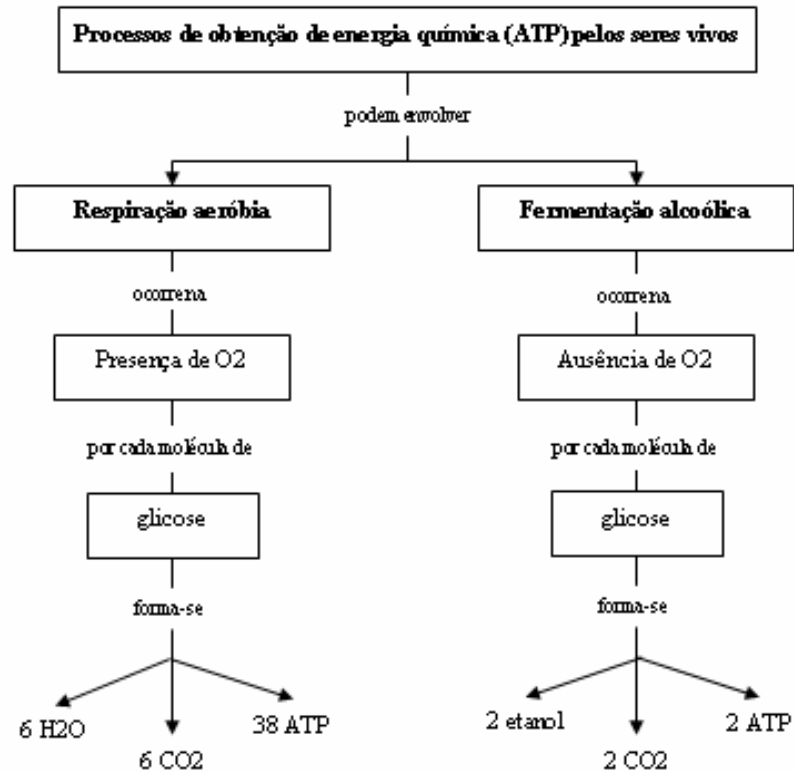 Processos de obtenção de energia química (ATP) pelos seres vivos
podem envolver
Respiração aeróbia
Fermentação alcoólica
ocorre na
ocorre na
Presença de O2
Ausência de O2
por cada molécula de
por cada molécula de
glicose
glicose
forma-se
forma-se
6 H2O
38 ATP
2 etanol
2 ATP
6 CO2
2 CO2